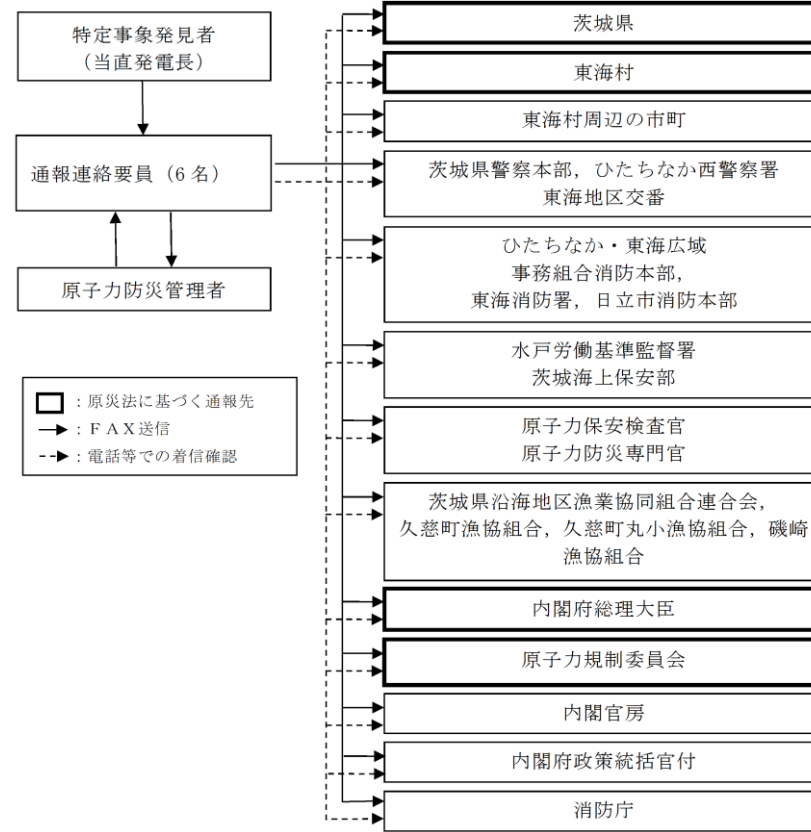 特定事象発見者
（当直発電長）
通報連絡要員（6 名）
原子力防災管理者
：原災法に基づく通報先
：ＦＡＸ送信
：電話等での着信確認
茨城県
東海村
東海村周辺の市町
茨城県警察本部，ひたちなか西警察署
東海地区交番
ひたちなか・東海広域
事務組合消防本部，
東海消防署，日立市消防本部
水戸労働基準監督署
茨城海上保安部
原子力保安検査官
原子力防災専門官
茨城県沿海地区漁業協同組合連合会，
久慈町漁協組合，久慈町丸小漁協組合，磯崎
漁協組合
内閣府総理大臣
原子力規制委員会
内閣官房
内閣府政策統括官付
消防庁